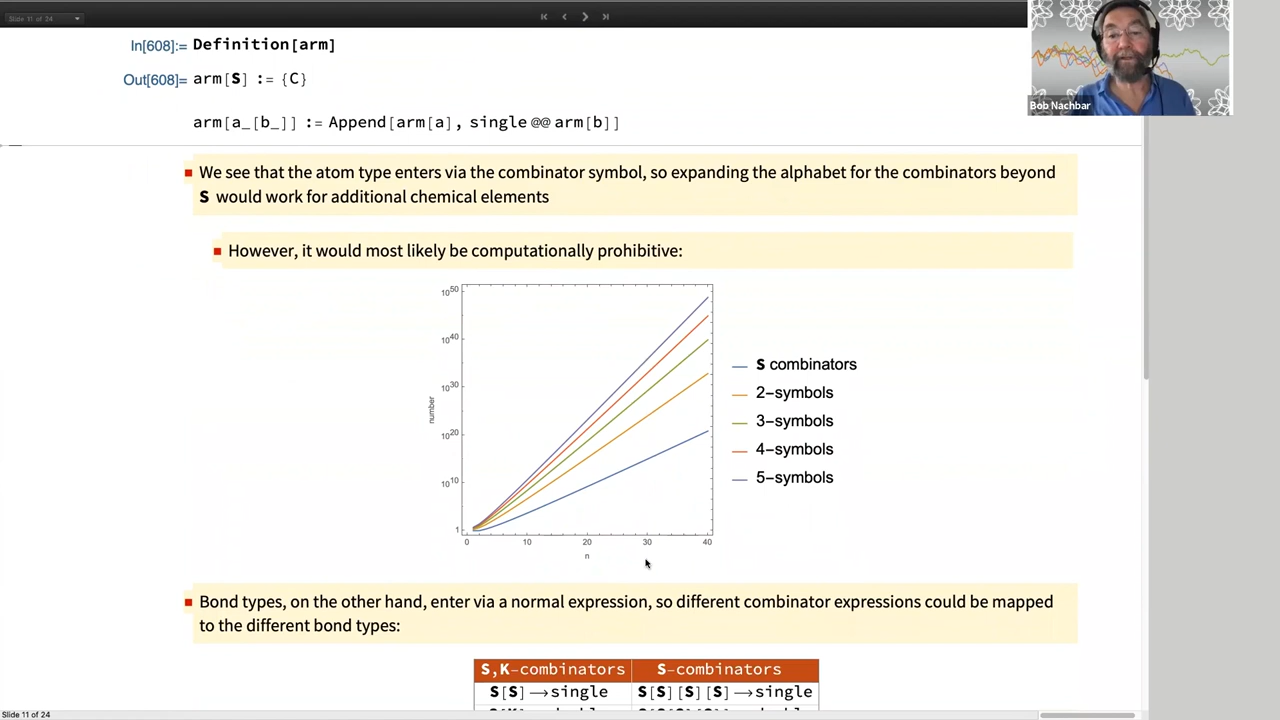 Slide 11 of 24
In[608]:= Definition[arm]
Out[608]= arm[S] := {C}
arm[a_[b_]] := Append[arm[a], single @@ arm[b]]
Bob Nachbar
We see that the atom type enters via the combinator symbol, so expanding the alphabet for the combinators beyond
S would work for additional chemical elements
However, it would most likely be computationally prohibitive:
10^50
10^40
10^30
10^20
10^10
1
number
0 10 20 30 40
n
S combinators
2-symbols
3-symbols
4-symbols
5-symbols
Bond types, on the other hand, enter via a normal expression, so different combinator expressions could be mapped
to the different bond types:
S,K-combinators S-combinators
S[S]→single S[S][S][S]→single
Slide 11 of 24